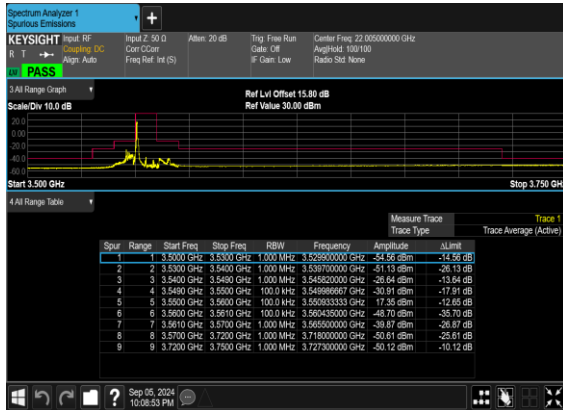 Spectrum Analyzer 1
Spurious Emissions
KEYSIGHT Input: RF Input Z: 50 Ω Atten: 20 dB Trig: Free Run Center Freq: 22.005000000 GHz
R T Coupling: DC Corr CCorr Gate: Off Avg|Hold: 100/100
Align: Auto Freq Ref: Int (S) IF Gain: Low Radio Std: None
PASS
3 All Range Graph Ref Lvl Offset 15.80 dB
Scale/Div 10.0 dB Ref Value 30.00 dBm
20.0
0.00
-20.0
-40.0
-60.0
Start 3.500 GHz Stop 3.750 GH
4 All Range Table
Measure Trace Trace 1
Trace Type Trace Average (Active)
Spur Range Start Freq Stop Freq RBW Frequency Amplitude ΔLimit
1 1 3.5000 GHz 3.5300 GHz 1.000 MHz 3.529900000 GHz -54.56 dBm -14.56 dB
2 2 3.5300 GHz 3.5400 GHz 1.000 MHz 3.539700000 GHz -51.13 dBm -26.13 dB
3 3 3.5400 GHz 3.5490 GHz 1.000 MHz 3.545820000 GHz -26.64 dBm -13.64 dB
4 4 3.5490 GHz 3.5500 GHz 100.0 kHz 3.549986667 GHz -30.91 dBm -17.91 dB
5 5 3.5500 GHz 3.5600 GHz 100.0 kHz 3.550933333 GHz 17.35 dBm -12.65 dB
6 6 3.5600 GHz 3.5610 GHz 100.0 kHz 3.560435000 GHz -48.70 dBm -35.70 dB
7 7 3.5610 GHz 3.5700 GHz 1.000 MHz 3.565500000 GHz -39.87 dBm -26.87 dB
8 8 3.5700 GHz 3.7200 GHz 1.000 MHz 3.718000000 GHz -50.61 dBm -25.61 dB
9 9 3.7200 GHz 3.7500 GHz 1.000 MHz 3.727300000 GHz -50.12 dBm -10.12 dB
Sep 05, 2024
10:08:53 PM